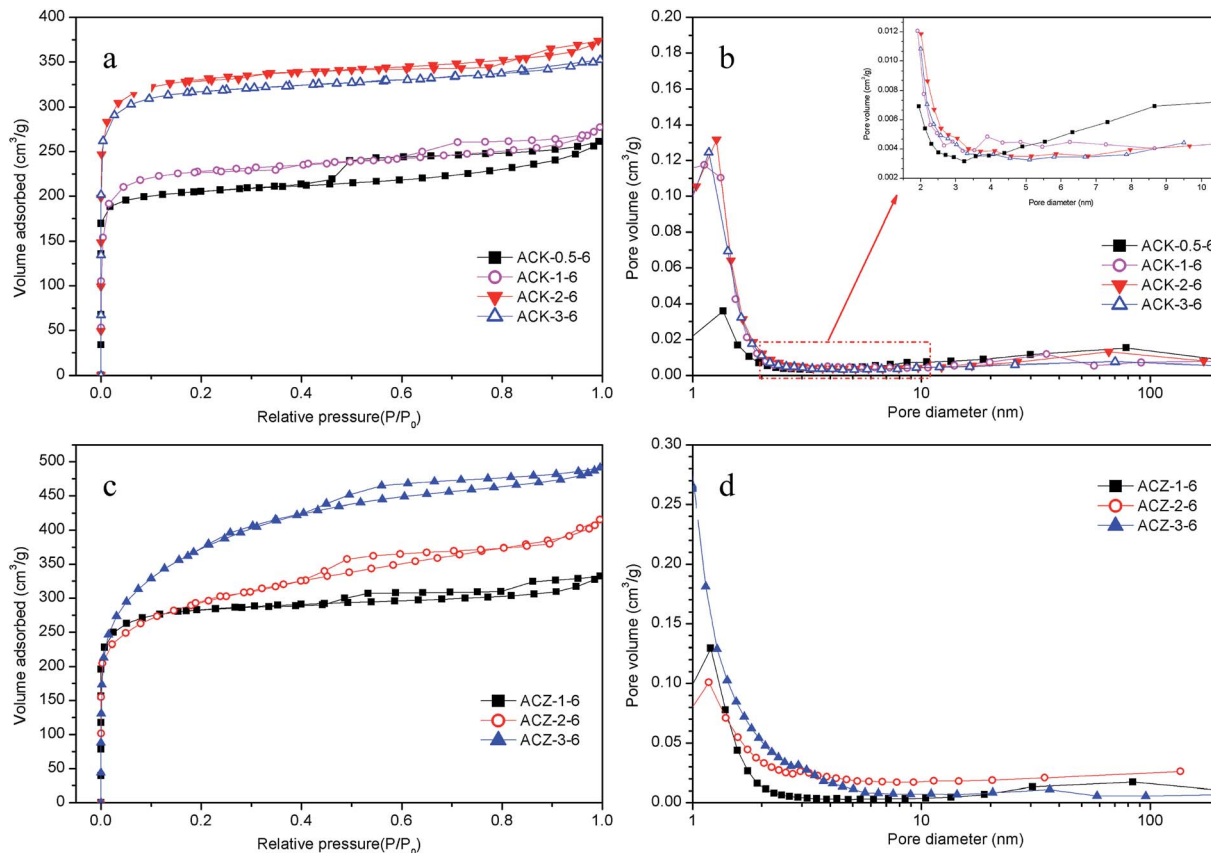 a
Volume adsorbed (cm³/g)
400
350
300
250
200
150
100
50
0
ACK-0.5-6
ACK-1-6
ACK-2-6
ACK-3-6
0.0 0.2 0.4 0.6 0.8 1.0
Relative pressure(P/P₀)
b
Pore volume (cm³/g)
0.20
0.18
0.16
0.14
0.12
0.10
0.08
0.06
0.04
0.02
0.00
Pore volume (cm³/g)
0.012
0.010
0.008
0.006
0.004
0.002
2 3 4 5 6 7 8 9 10
Pore diameter (nm)
ACK-0.5-6
ACK-1-6
ACK-2-6
ACK-3-6
1 10 100
Pore diameter (nm)
c
Volume adsorbed (cm³/g)
500
450
400
350
300
250
200
150
100
50
0
ACZ-1-6
ACZ-2-6
ACZ-3-6
0.0 0.2 0.4 0.6 0.8 1.0
Relative pressure(P/P₀)
d
Pore volume (cm³/g)
0.30
0.25
0.20
0.15
0.10
0.05
0.00
ACZ-1-6
ACZ-2-6
ACZ-3-6
1 10 100
Pore diameter (nm)